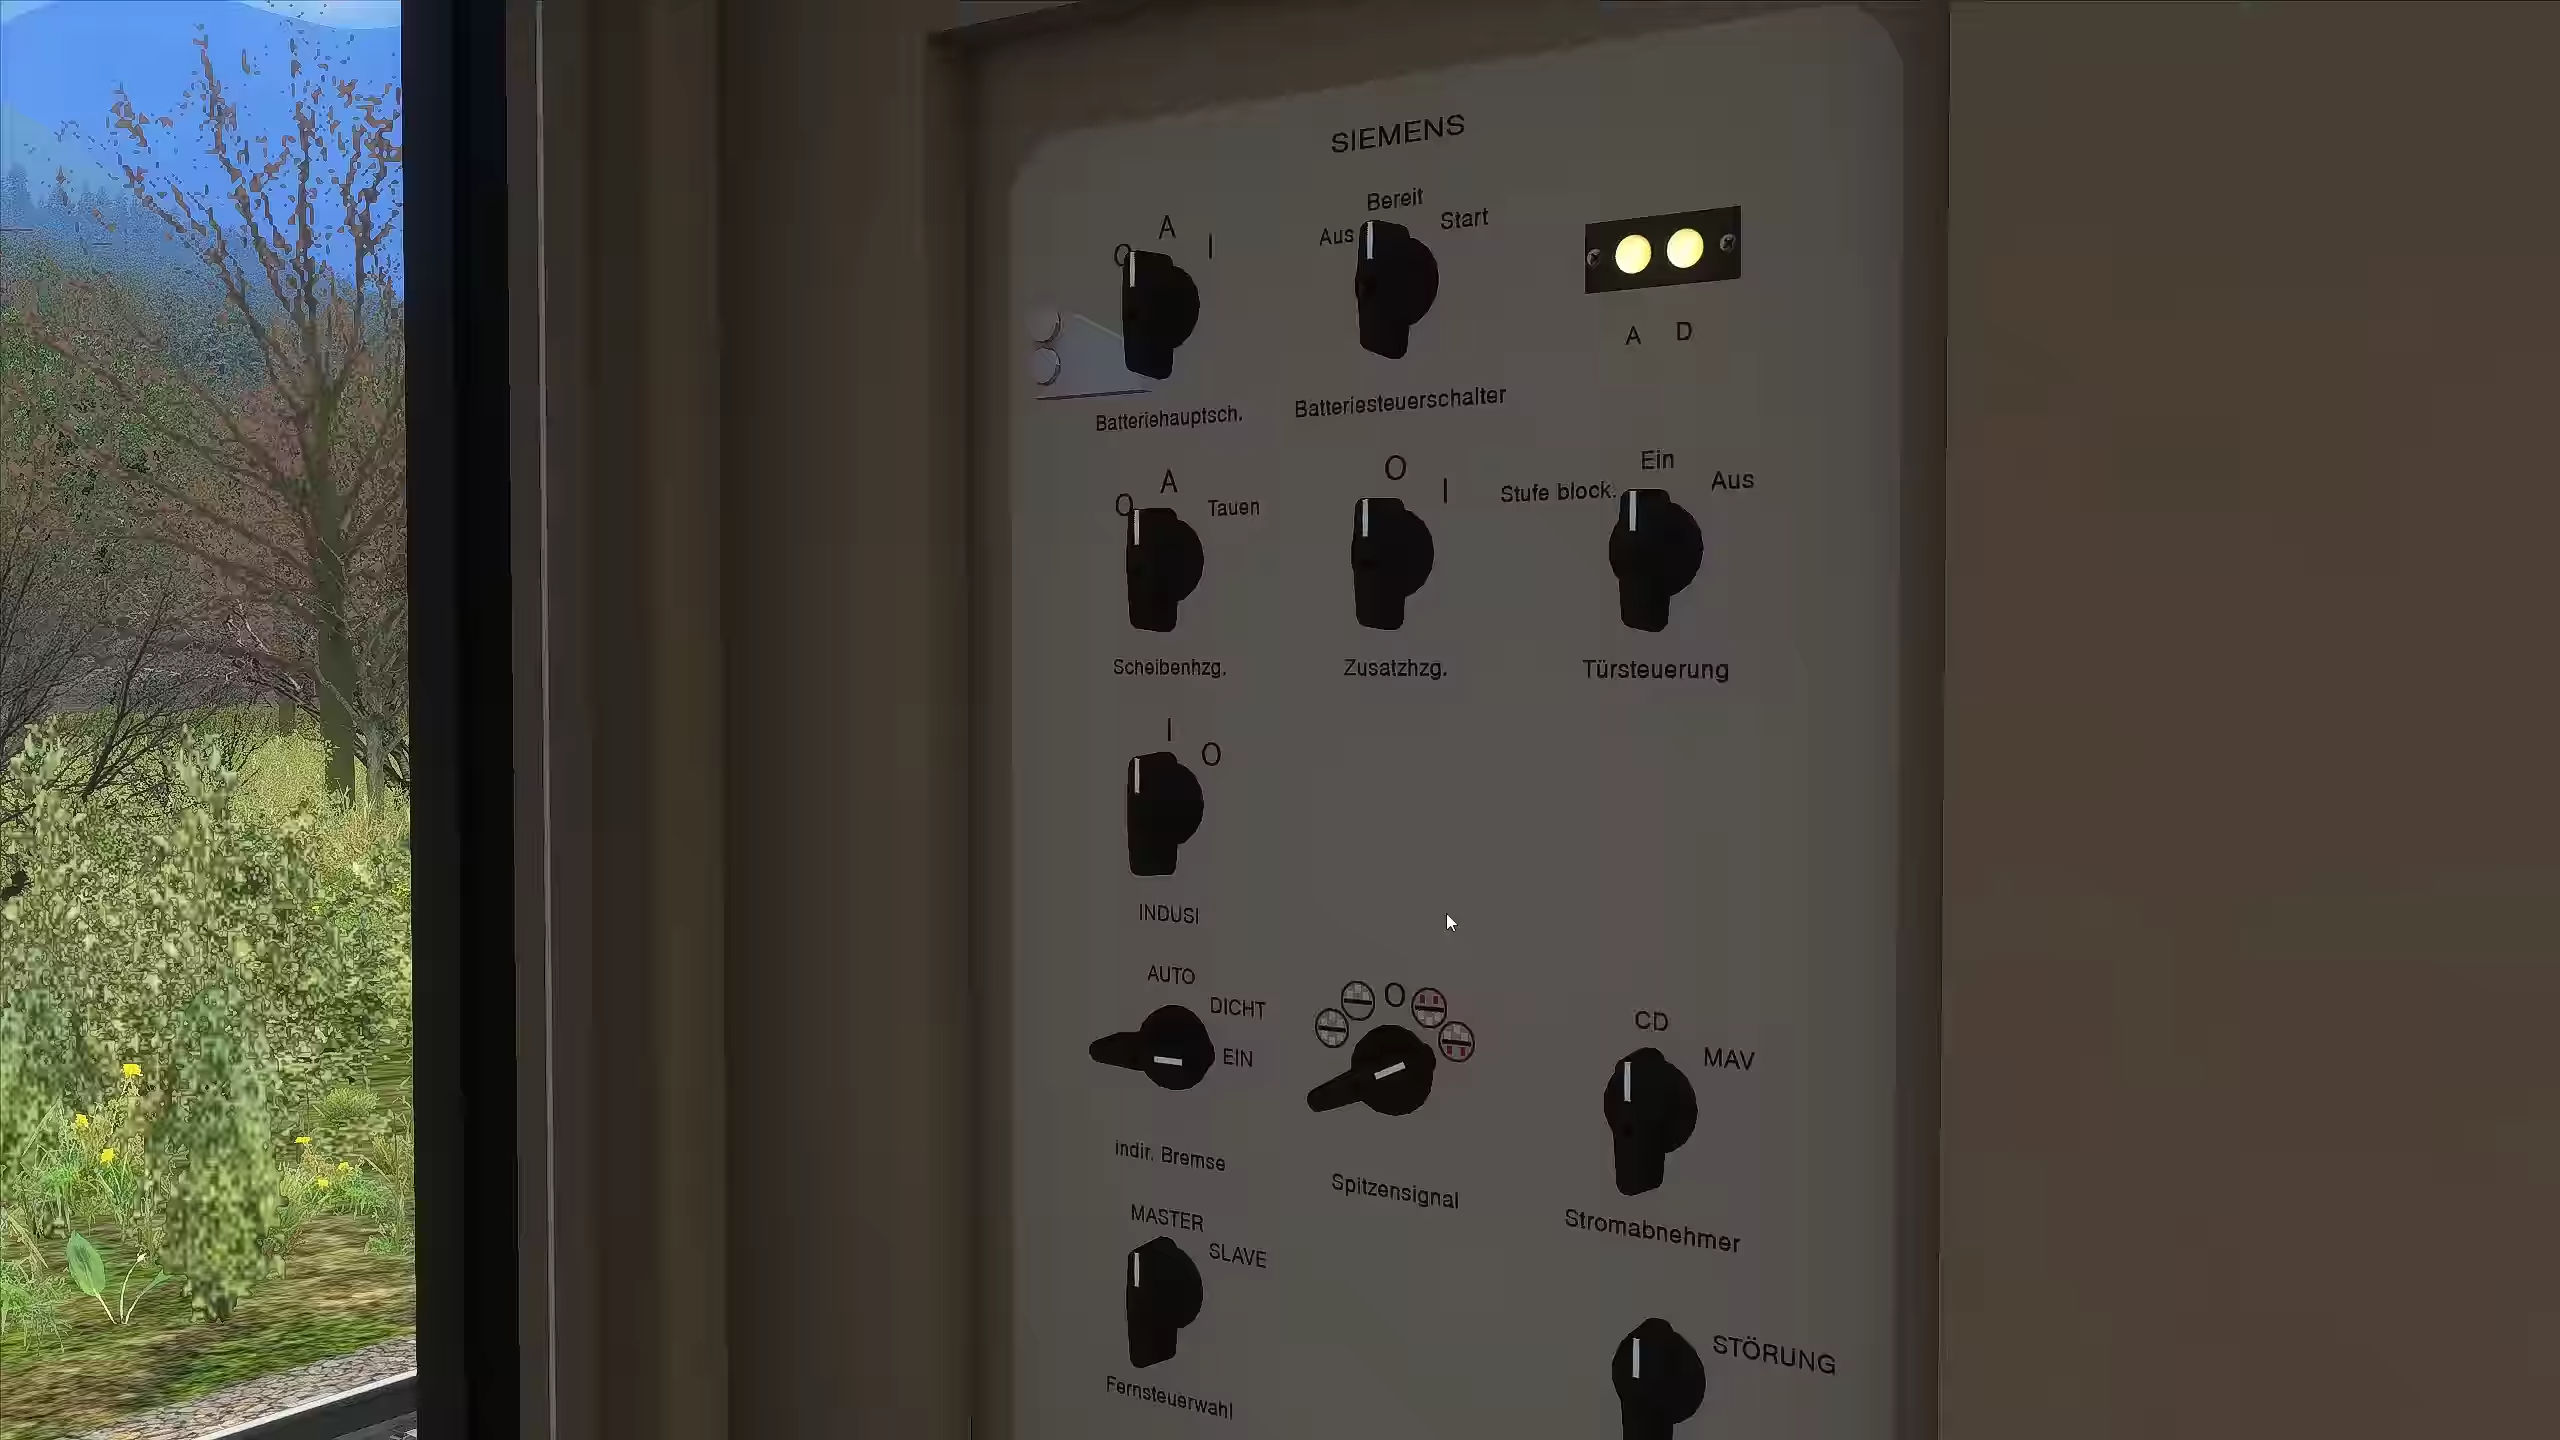 SIEMENS
O A I
Aus Bereit Start
A D
Batteriehauptsch.
Batteriesteuerschalter
O A Tauen
O I
Stufe block. Ein Aus
Scheibenhzg.
Zusatzhzg.
Türsteuerung
I O
INDUSI
AUTO
DICHT
EIN
O
CD
MAV
indir. Bremse
Spitzensignal
Stromabnehmer
MASTER
SLAVE
STÖRUNG
Fernsteuerwahl